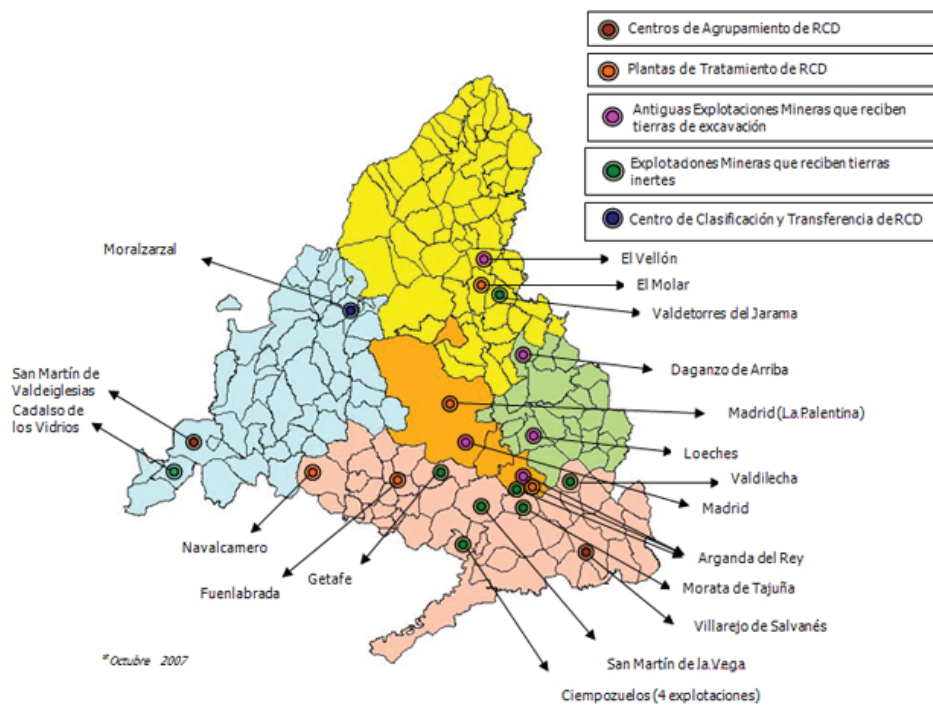 Centros de Agrupamiento de RCD
Plantas de Tratamiento de RCD
Antiguas Explotaciones Mineras que reciben
tierras de excavación
Explotaciones Mineras que reciben tierras
inertes
Centro de Clasificación y Transferencia de RCD
Moralzarzal
El Vellón
El Molar
Valdetorres del Jarama
San Martín de
Valdeiglesias
Cadalso de
los Vidrios
Daganzo de Arriba
Madrid (La Palentina)
Loeches
Valdilecha
Madrid
Navalcamero
Arganda del Rey
Fuenlabrada
Getafe
Morata de Tajuña
Villarejo de Salvanés
San Martín de la Vega
Ciempozuelos (4 explotaciones)
*Octubre 2007